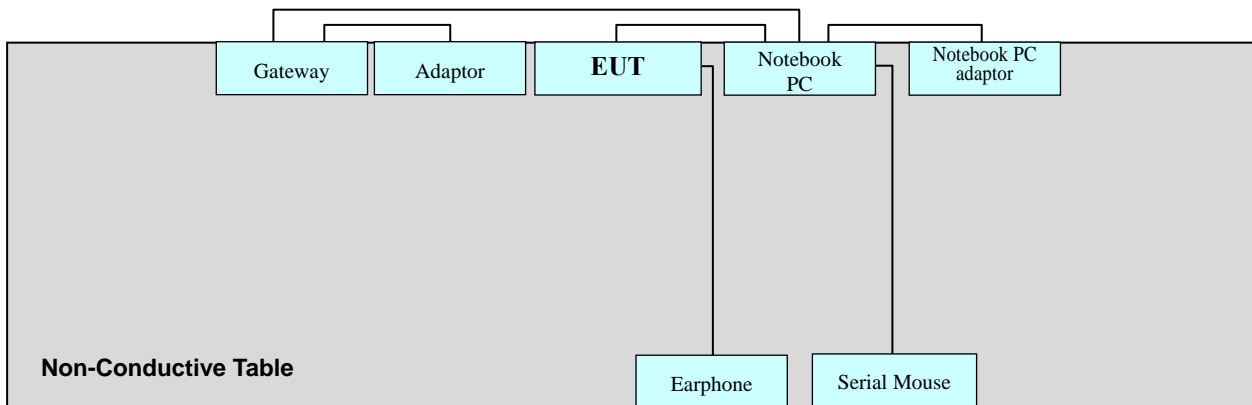 Gateway
Adaptor
EUT
Notebook
PC
Notebook PC
adaptor
Non-Conductive Table
Earphone
Serial Mouse